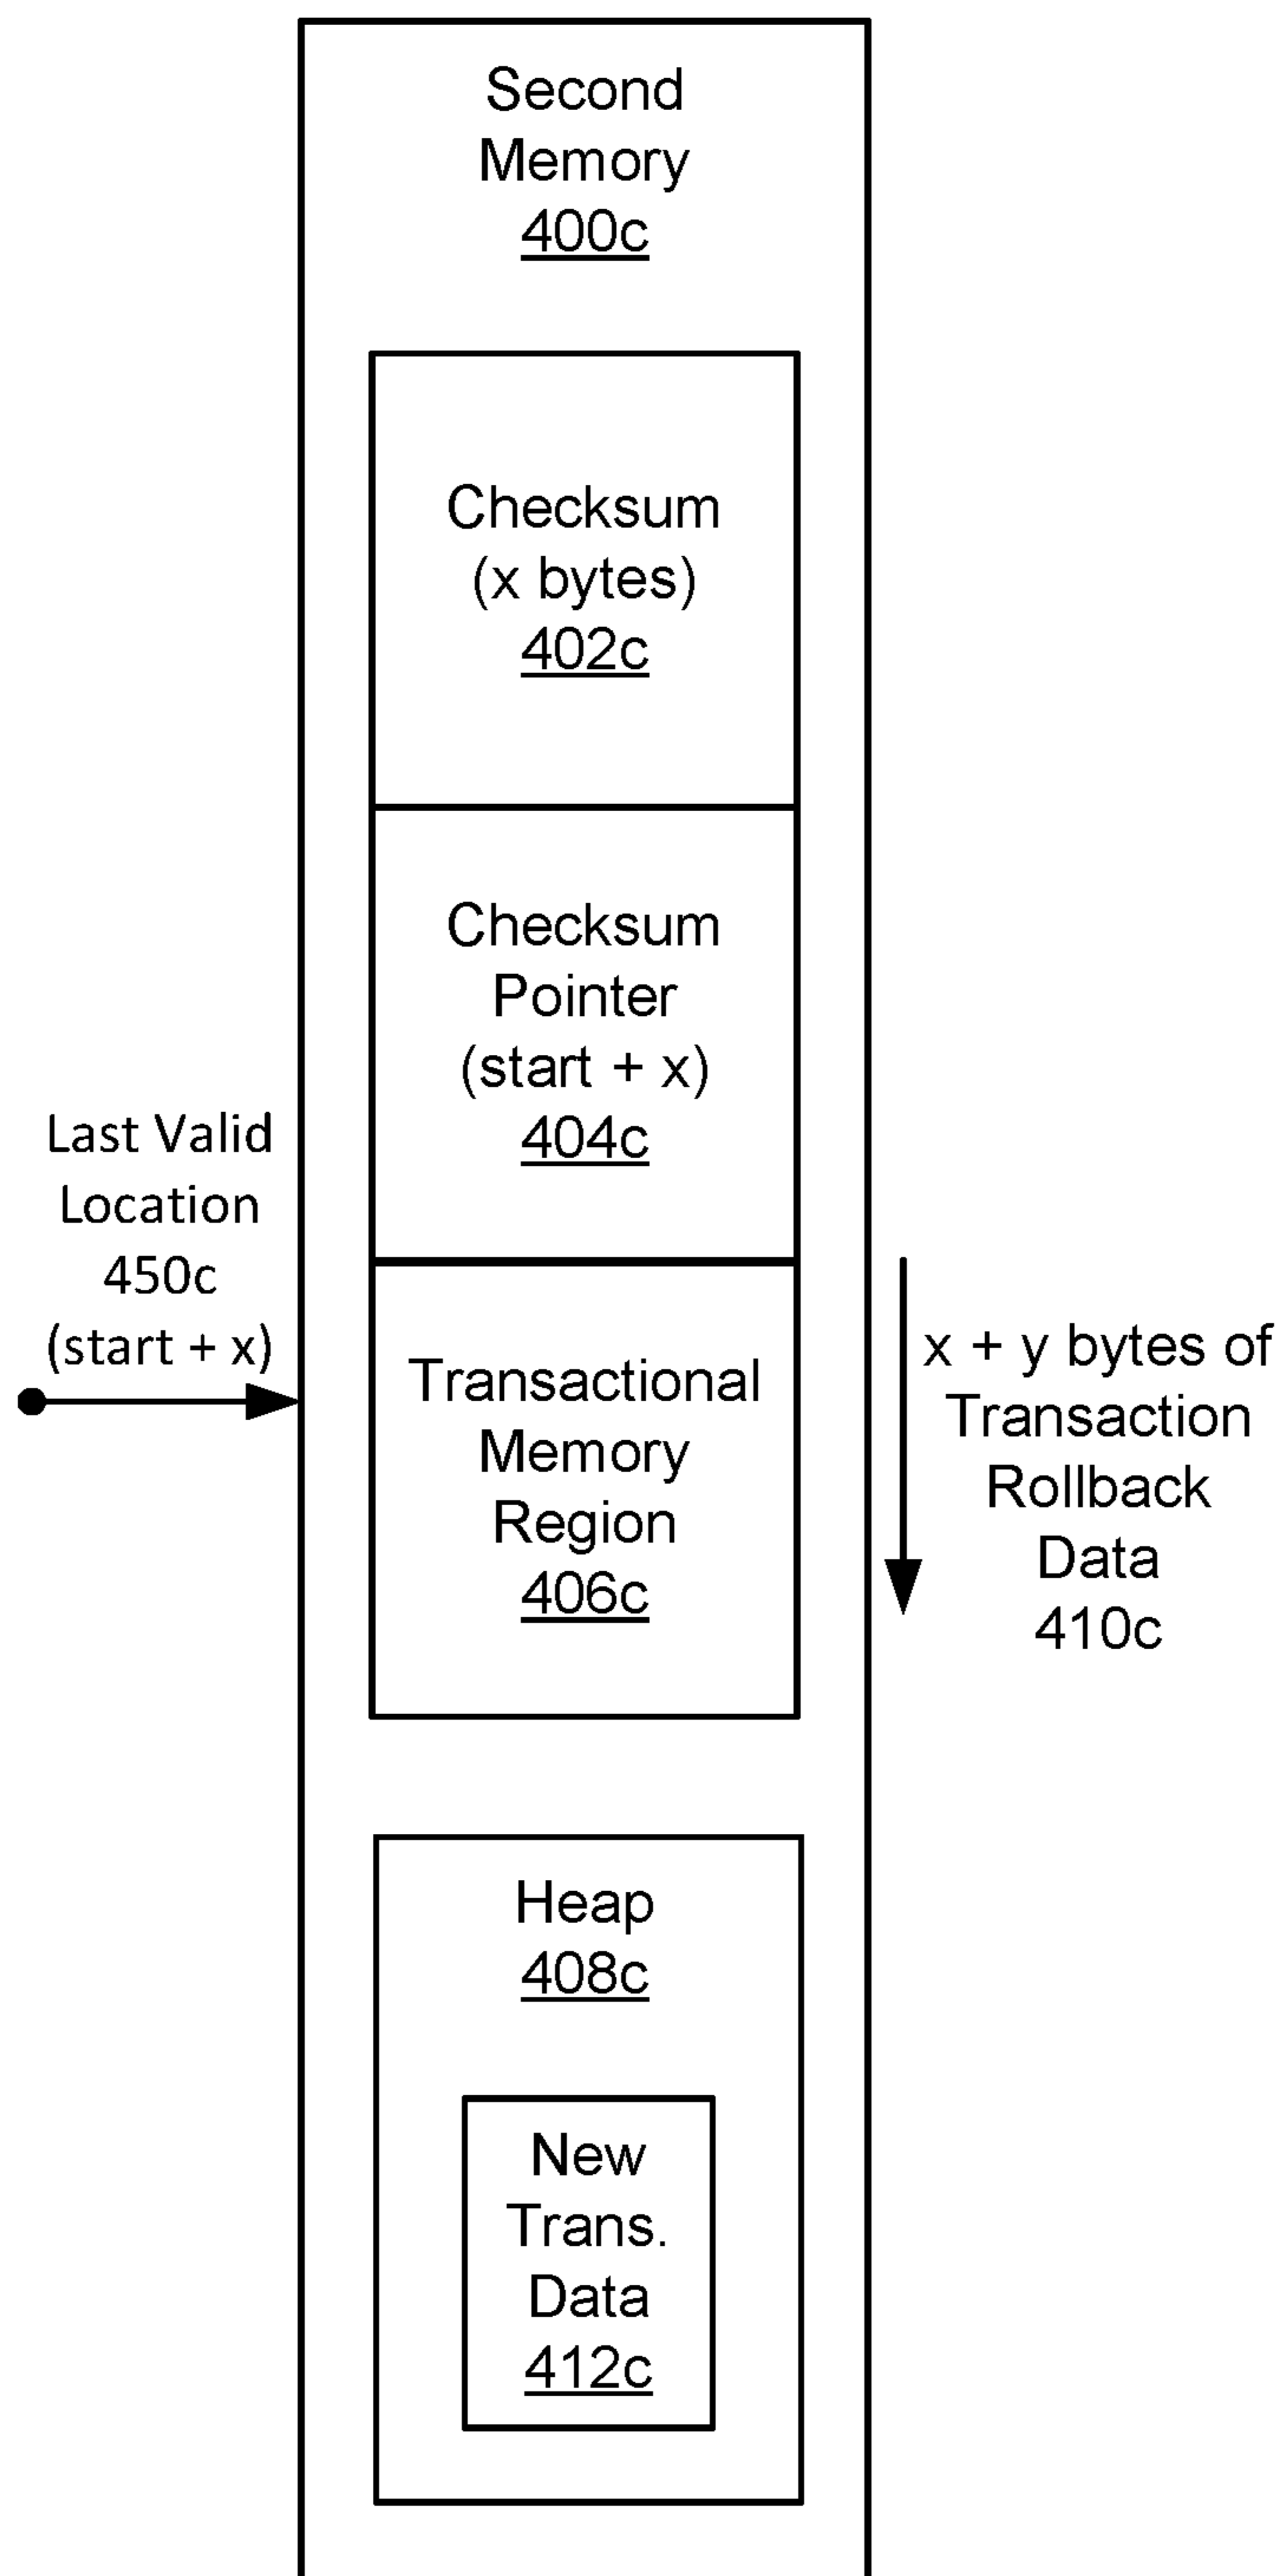 Second
Memory
400c
Checksum
(x bytes)
402c
Checksum
Pointer
(start + x)
404c
Last Valid
Location
450c
(start + x)
Transactional
Memory
Region
406c
x + y bytes of
Transaction
Rollback
Data
410c
Heap
408c
New
Trans.
Data
412c